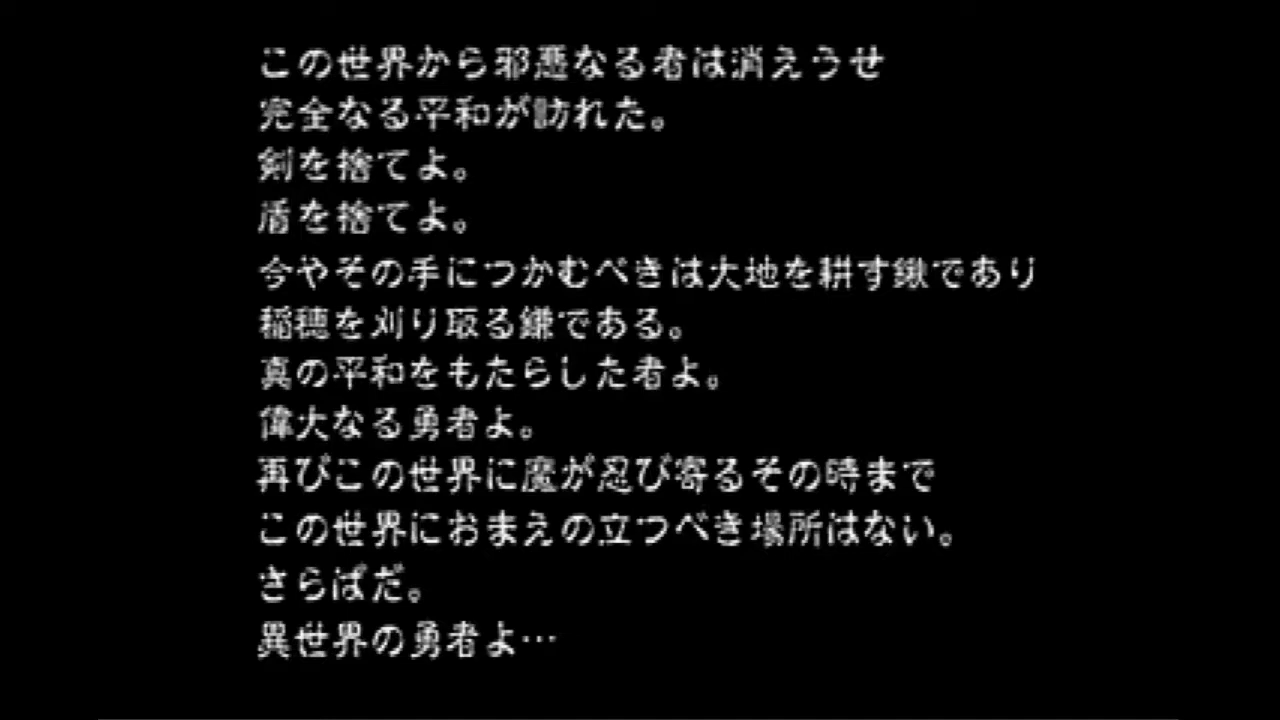 この世界から邪悪なる者は消えうせ
完全なる平和が訪れた。
剣を捨てよ。
盾を捨てよ。
今やその手につかむべきは大地を耕す鍬であり
稲穂を刈り取る鎌である。
真の平和をもたらした者よ。
偉大なる勇者よ。
再びこの世界に魔が忍び寄るその時まで
この世界におまえの立つべき場所はない。
さらばだ。
異世界の勇者よ…